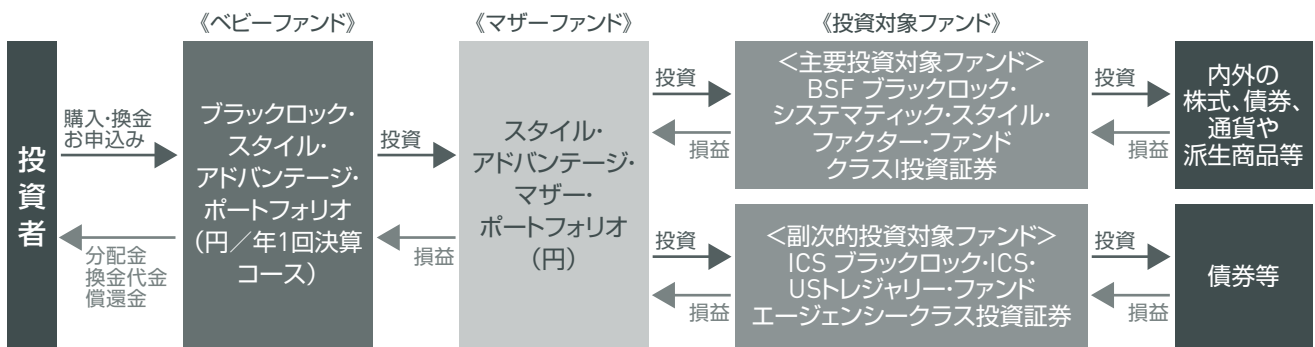 《ベビーファンド》
《マザーファンド》
《投資対象ファンド》
投資者
購入・換金
お申込み
分配金
換金代金
償還金
ブラックロック・
スタイル・
アドバンテージ・
ポートフォリオ
(円／年1回決算
コース)
投資
損益
スタイル・
アドバンテージ・
マザー・
ポートフォリオ
(円)
投資
損益
＜主要投資対象ファンド＞
BSF ブラックロック・
システマティック・スタイル・
ファクター・ファンド
クラスI投資証券
投資
損益
内外の
株式、債券、
通貨や
派生商品等
投資
損益
＜副次的投資対象ファンド＞
ICS ブラックロック・ICS・
USトレジャリー・ファンド
エージェンシークラス投資証券
投資
損益
債券等